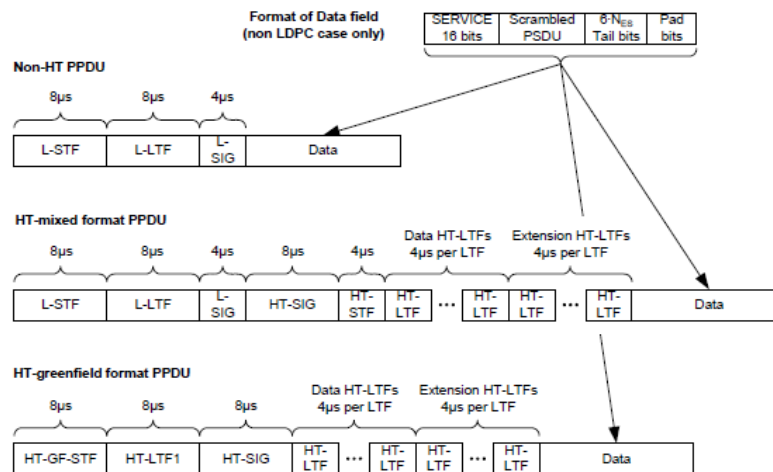 Format of Data field
(non LDPC case only)
SERVICE
16 bits
Scrambled
PSDU
6·NES
Tail bits
Pad
bits
Non-HT PPDU
8µs
8µs
4µs
L-STF
L-LTF
L-
SIG
Data
HT-mixed format PPDU
Data HT-LTFs
4µs per LTF
Extension HT-LTFs
4µs per LTF
8µs
8µs
4µs
8µs
4µs
L-STF
L-LTF
L-
SIG
HT-SIG
HT-
STF
HT-
LTF
...
HT-
LTF
HT-
LTF
...
HT-
LTF
Data
HT-greenfield format PPDU
Data HT-LTFs
4µs per LTF
Extension HT-LTFs
4µs per LTF
8µs
8µs
8µs
HT-GF-STF
HT-LTF1
HT-SIG
HT-
LTF
...
HT-
LTF
HT-
LTF
...
HT-
LTF
Data